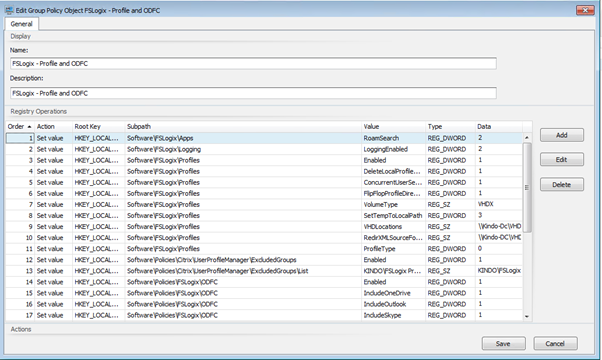 Edit Group Policy Object FSLogix - Profile and ODFC
General
Display
Name:
FSLogix - Profile and ODFC
Description:
FSLogix - Profile and ODFC
Registry Operations
Order Action Root Key Subpath Value Type Data
1 Set value HKEY_LOCAL... Software\FSLogix\Apps RoamSearch REG_DWORD 2
2 Set value HKEY_LOCAL... Software\FSLogix\Logging LoggingEnabled REG_DWORD 2
3 Set value HKEY_LOCAL... Software\FSLogix\Profiles Enabled REG_DWORD 1
4 Set value HKEY_LOCAL... Software\FSLogix\Profiles DeleteLocalProfile... REG_DWORD 1
5 Set value HKEY_LOCAL... Software\FSLogix\Profiles ConcurrentUserSe... REG_DWORD 1
6 Set value HKEY_LOCAL... Software\FSLogix\Profiles FlipFlopProfileDire... REG_DWORD 1
7 Set value HKEY_LOCAL... Software\FSLogix\Profiles VolumeType REG_SZ VHDX
8 Set value HKEY_LOCAL... Software\FSLogix\Profiles SetTempToLocalPath REG_DWORD 3
9 Set value HKEY_LOCAL... Software\FSLogix\Profiles VHDLocations REG_SZ \\Kindo-Dc\VHD
10 Set value HKEY_LOCAL... Software\FSLogix\Profiles RedirXMLSourceFo... REG_SZ \\Kindo-DC\VHD
11 Set value HKEY_LOCAL... Software\FSLogix\Profiles ProfileType REG_DWORD 0
12 Set value HKEY_LOCAL... Software\Policies\Citrix\UserProfileManager\ExcludedGroups Enabled REG_DWORD 1
13 Set value HKEY_LOCAL... Software\Policies\Citrix\UserProfileManager\ExcludedGroups\List KINDO\FSLogix Pr... REG_SZ KINDO\FSLogix
14 Set value HKEY_LOCAL... Software\Policies\FSLogix\ODFC Enabled REG_DWORD 1
15 Set value HKEY_LOCAL... Software\Policies\FSLogix\ODFC IncludeOneDrive REG_DWORD 1
16 Set value HKEY_LOCAL... Software\Policies\FSLogix\ODFC IncludeOutlook REG_DWORD 1
17 Set value HKEY_LOCAL... Software\Policies\FSLogix\ODFC IncludeSkype REG_DWORD 1
Add
Edit
Delete
Actions
Save Cancel